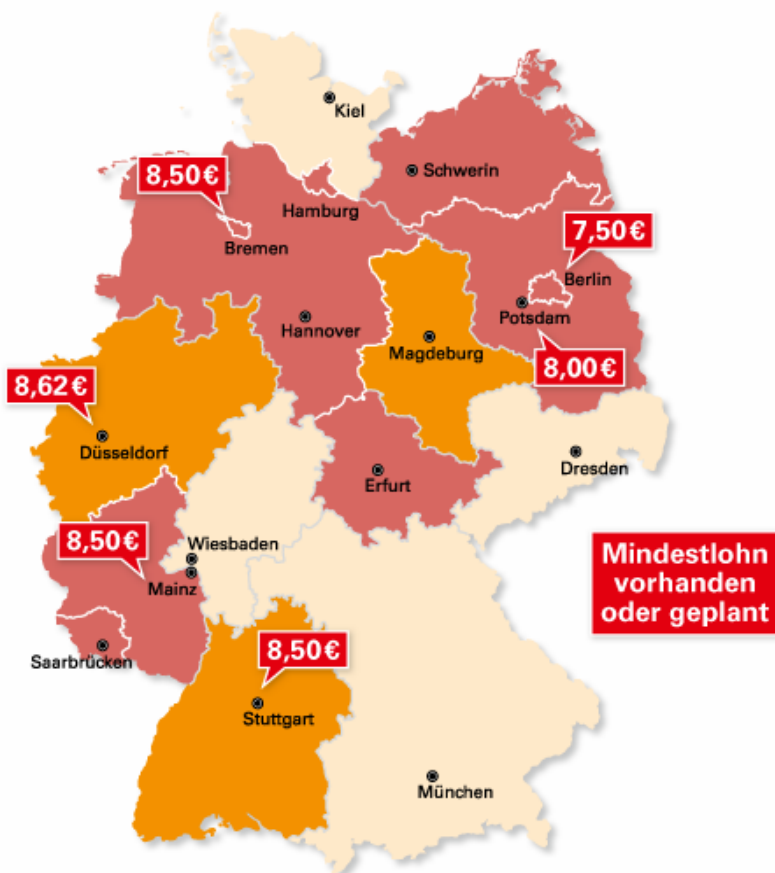 Kiel
Schwerin
8,50€
Hamburg
Bremen
7,50€
Berlin
Potsdam
Hannover
Magdeburg
8,00€
8,62€
Düsseldorf
Dresden
Erfurt
8,50€
Wiesbaden
Mainz
Mindestlohn
vorhanden
oder geplant
Saarbrücken
8,50€
Stuttgart
München